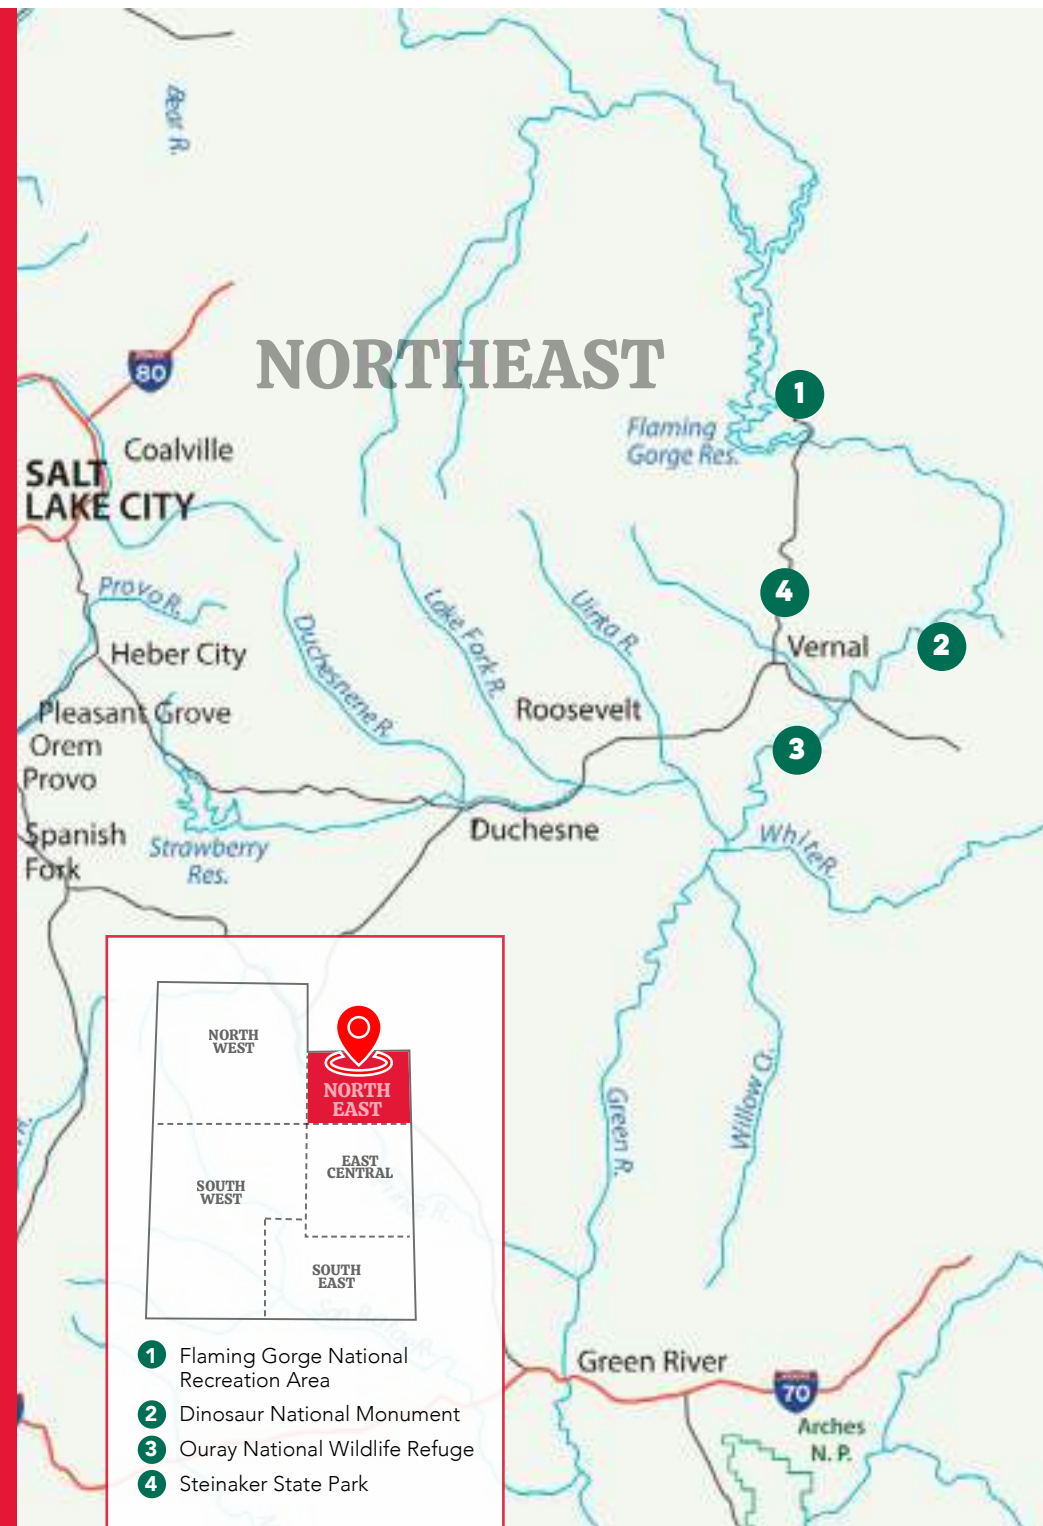 Bear R.
NORTHEAST
80
1
Coalville
Flaming
Gorge Res.
SALT
LAKE CITY
Provo R.
4
Lake Fork R.
Uinta R.
Duchesnene R.
Heber City
Vernal
2
Pleasant Grove
Roosevelt
Orem
3
Provo
Spanish
Fork
Strawberry
Res.
Duchesne
White R.
NORTH
WEST
NORTH
EAST
Green R.
Willow Cr.
EAST
CENTRAL
SOUTH
WEST
SOUTH
EAST
Green River
70
Arches
N. P.
1 Flaming Gorge National
Recreation Area
2 Dinosaur National Monument
3 Ouray National Wildlife Refuge
4 Steinaker State Park